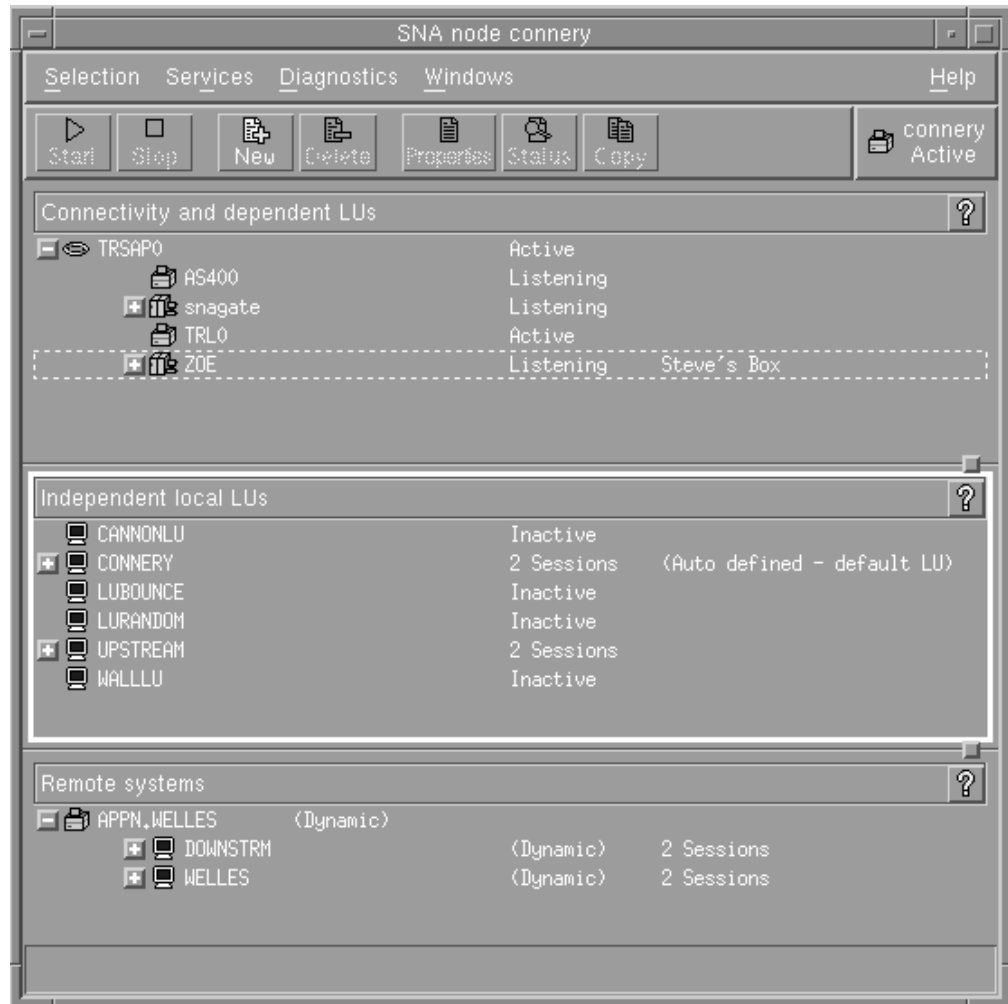 SNA node connery
Selection Services Diagnostics Windows Help
Start Stop New Delete Properties Status Copy connery
Active
Connectivity and dependent LUs ?
TRSAP0 Active
AS400 Listening
snagate Listening
TRL0 Active
ZOE Listening Steve's Box
Independent local LUs ?
CANNONLU Inactive
CONNERY 2 Sessions (Auto defined - default LU)
LUBOUNCE Inactive
LURANDOM Inactive
UPSTREAM 2 Sessions
WALLLU Inactive
Remote systems ?
APPN.WELLES (Dynamic)
DOWNSTRM (Dynamic) 2 Sessions
WELLES (Dynamic) 2 Sessions